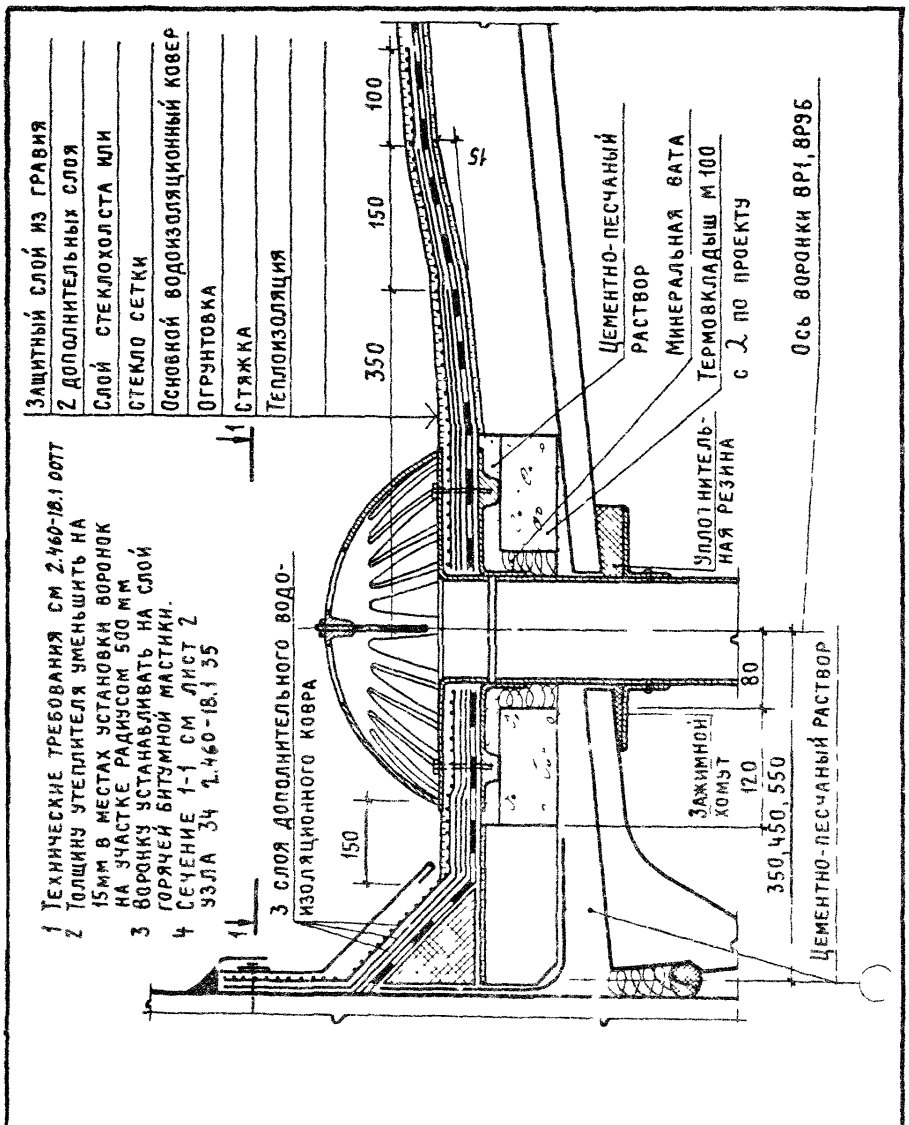 1 Технические требования см 2.460-18.1 00ТТ
2 Толщину утеплителя уменьшить на
15мм в местах установки воронок
на участке радиусом 500 мм
3 Воронку устанавливать на слой
горячей битумной мастики.
4 Сечение 1-1 см лист 2
узла 34 2.460-18.1 35
Защитный слой из гравия
2 дополнительных слоя
Слой стеклохолста или
стекло сетки
Основной водоизоляционный ковер
Огрунтовка
Стяжка
Теплоизоляция
1
1
3 слоя дополнительного водо-
изоляционного ковра
150
350
150
100
15
Цементно-песчаный
раствор
Минеральная вата
Термовкладыш М 100
с λ по проекту
Уплотнитель-
ная резина
Ось воронки ВР1, ВР9Б
Зажимной
хомут
80
120
350, 450, 550
Цементно-песчаный раствор